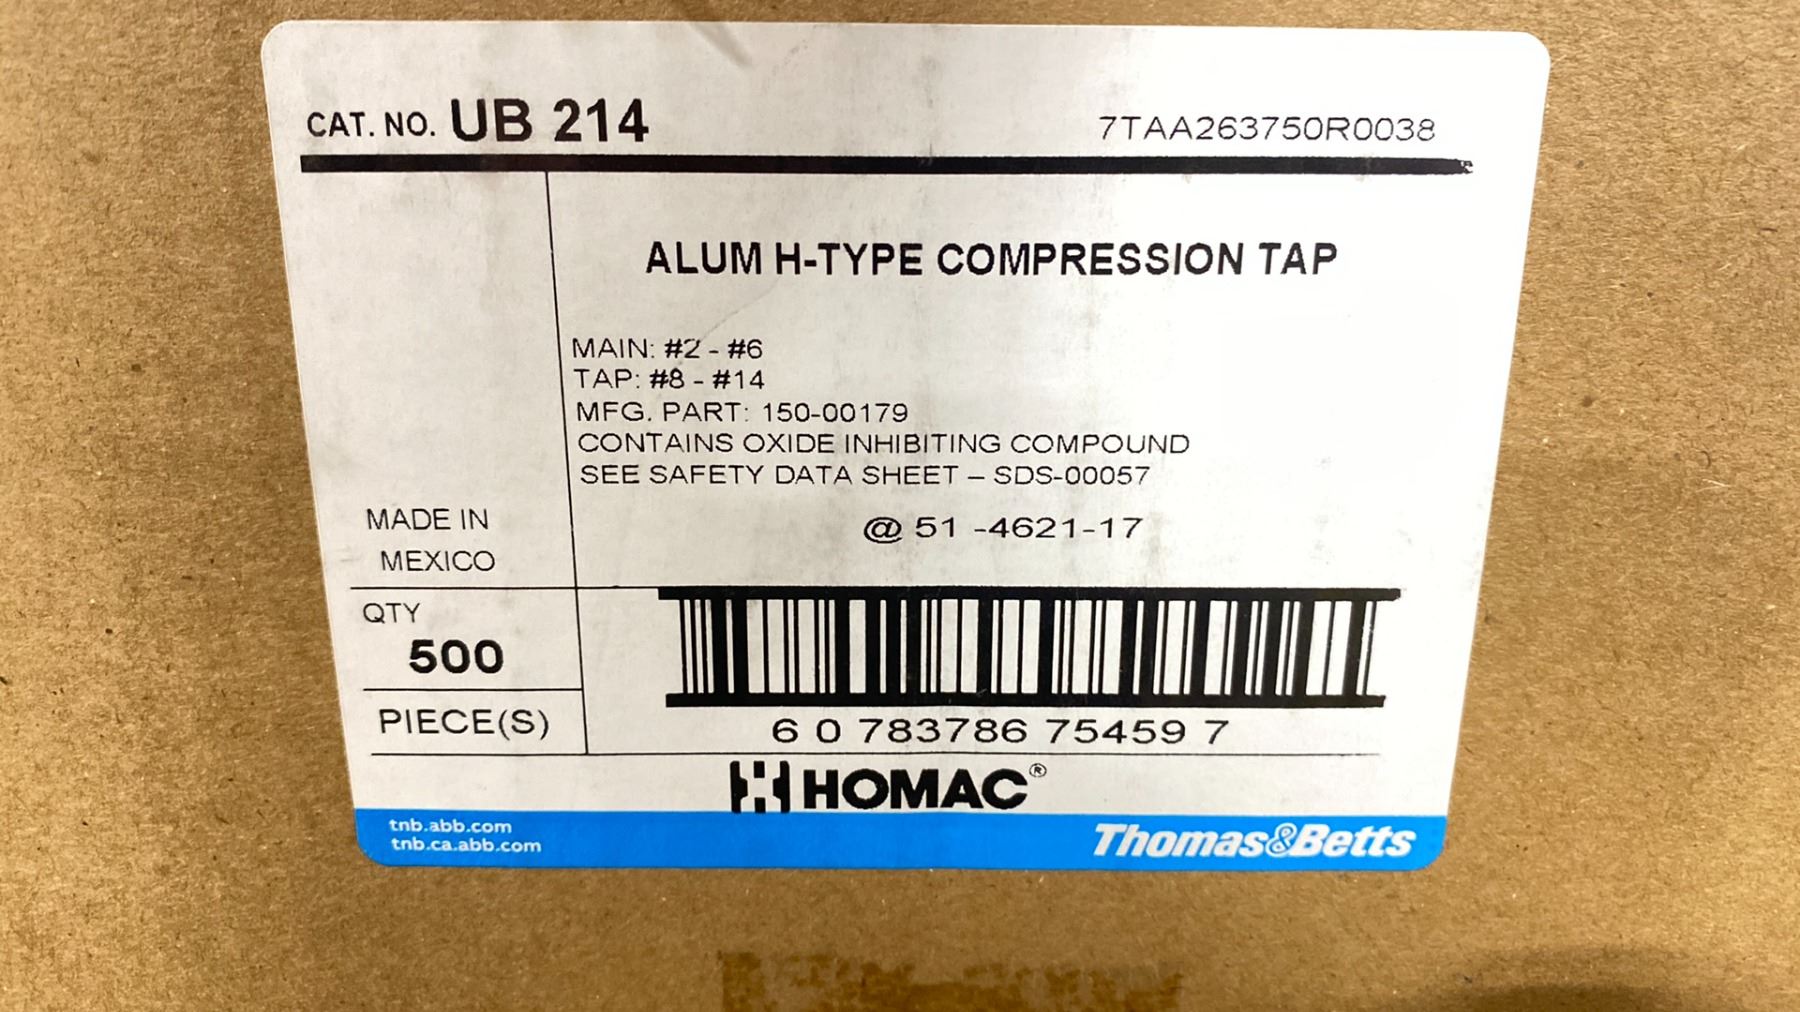 CAT. NO. UB 214
7TAA263750R0038
ALUM H-TYPE COMPRESSION TAP
MAIN: #2 - #6
TAP: #8 - #14
MFG. PART: 150-00179
CONTAINS OXIDE INHIBITING COMPOUND
SEE SAFETY DATA SHEET – SDS-00057
@ 51 -4621-17
MADE IN
MEXICO
QTY
500
PIECE(S)
6 0 783786 75459 7
HOMAC®
tnb.abb.com
tnb.ca.abb.com
Thomas&Betts